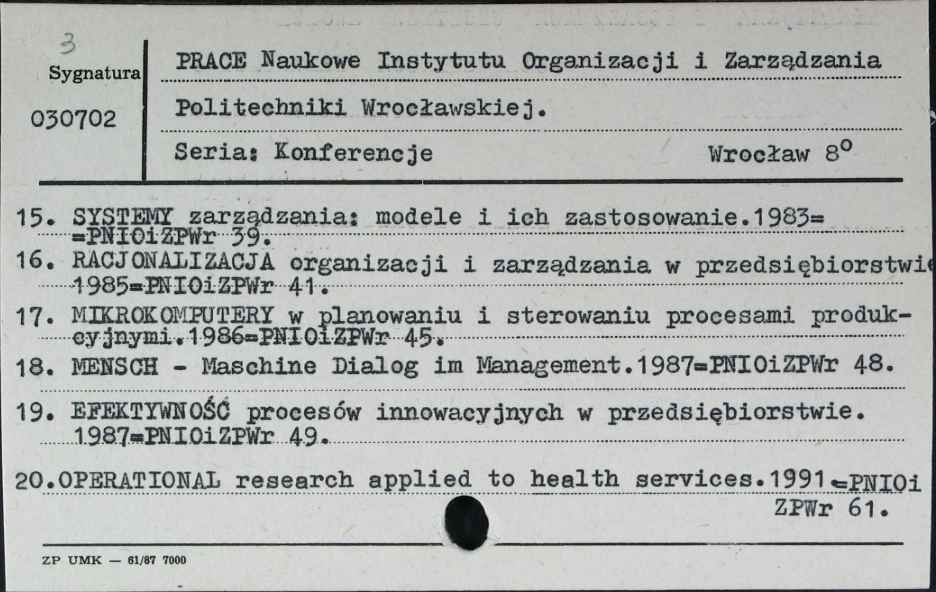 3
Sygnatura
030702
PRACE Naukowe Instytutu Organizacji i Zarządzania
Politechniki Wrocławskiej.
Seria: Konferencje Wrocław 8°
15. SYSTEMY zarządzania: modele i ich zastosowanie.1983=
=PNIOiZPWr 39.
16. RACJONALIZACJA organizacji i zarządzania w przedsiębiorstwie
1985=PNIOiZPWr 41.
17. MIKROKOMPUTERY w planowaniu i sterowaniu procesami produk-
cyjnymi.1986=PNIOiZPWr 45.
18. MENSCH - Maschine Dialog im Management.1987=PNIOiZPWr 48.
19. EFEKTYWNOŚĆ procesów innowacyjnych w przedsiębiorstwie.
1987=PNIOiZPWr 49.
20.OPERATIONAL research applied to health services.1991=PNIOi
ZPWr 61.
ZP UMK — 61/87 7000